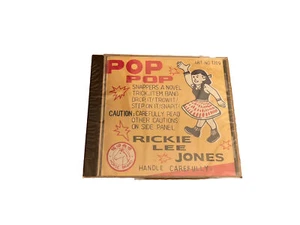 POP
POP
SNAPPERS A NOVEL
TRICK ITEM BAND
DROP IT! THROW IT!
STEP ON IT! SNAP IT!
CAUTION: CAREFULLY READ
OTHER CAUTIONS
ON SIDE PANEL
RICKIE
LEE
JONES
HANDLE CAREFULLY